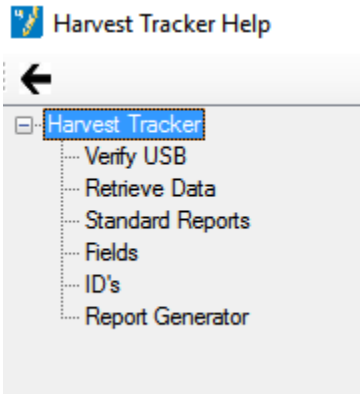 Harvest Tracker Help
Harvest Tracker
Verify USB
Retrieve Data
Standard Reports
Fields
ID's
Report Generator